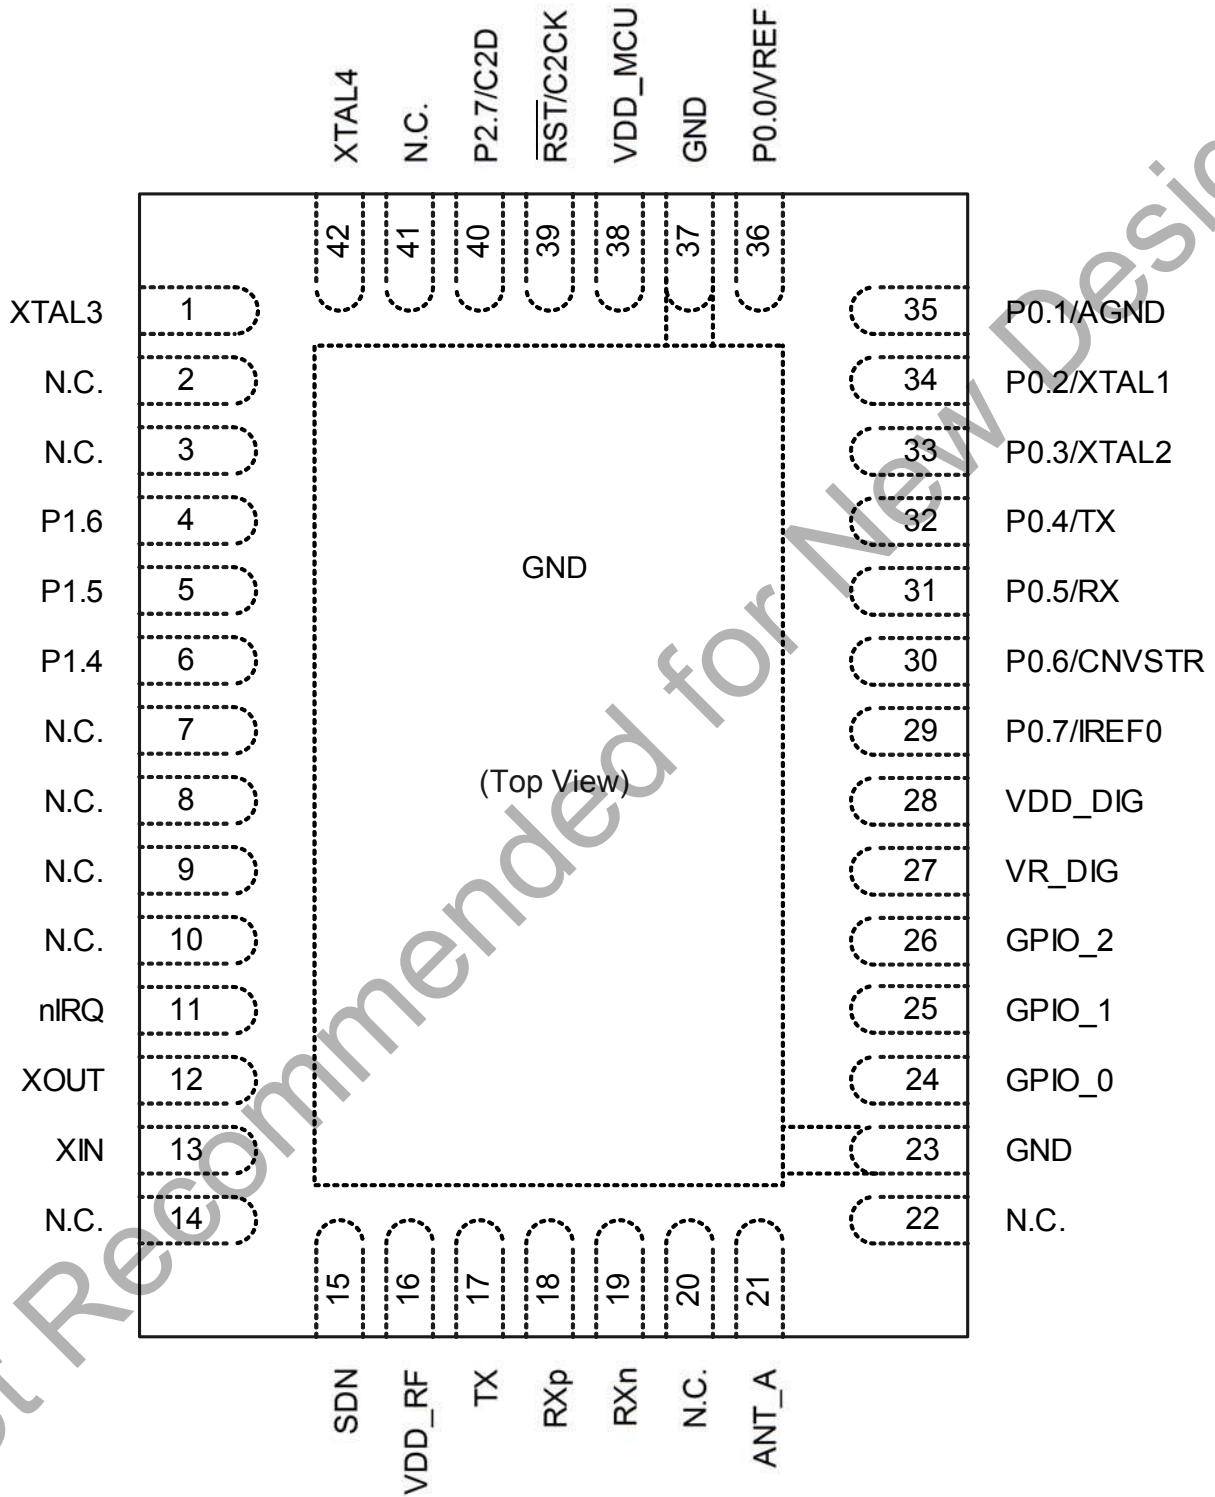 XTAL4
N.C.
P2.7/C2D
RST/C2CK
VDD_MCU
GND
P0.0/VREF
42
41
40
39
38
37
36
XTAL3 1
N.C. 2
N.C. 3
P1.6 4
P1.5 5
P1.4 6
N.C. 7
N.C. 8
N.C. 9
N.C. 10
nIRQ 11
XOUT 12
XIN 13
N.C. 14
GND
(Top View)
35 P0.1/AGND
34 P0.2/XTAL1
33 P0.3/XTAL2
32 P0.4/TX
31 P0.5/RX
30 P0.6/CNVSTR
29 P0.7/IREF0
28 VDD_DIG
27 VR_DIG
26 GPIO_2
25 GPIO_1
24 GPIO_0
23 GND
22 N.C.
15
16
17
18
19
20
21
SDN
VDD_RF
TX
RXp
RXn
N.C.
ANT_A
Recommended for New